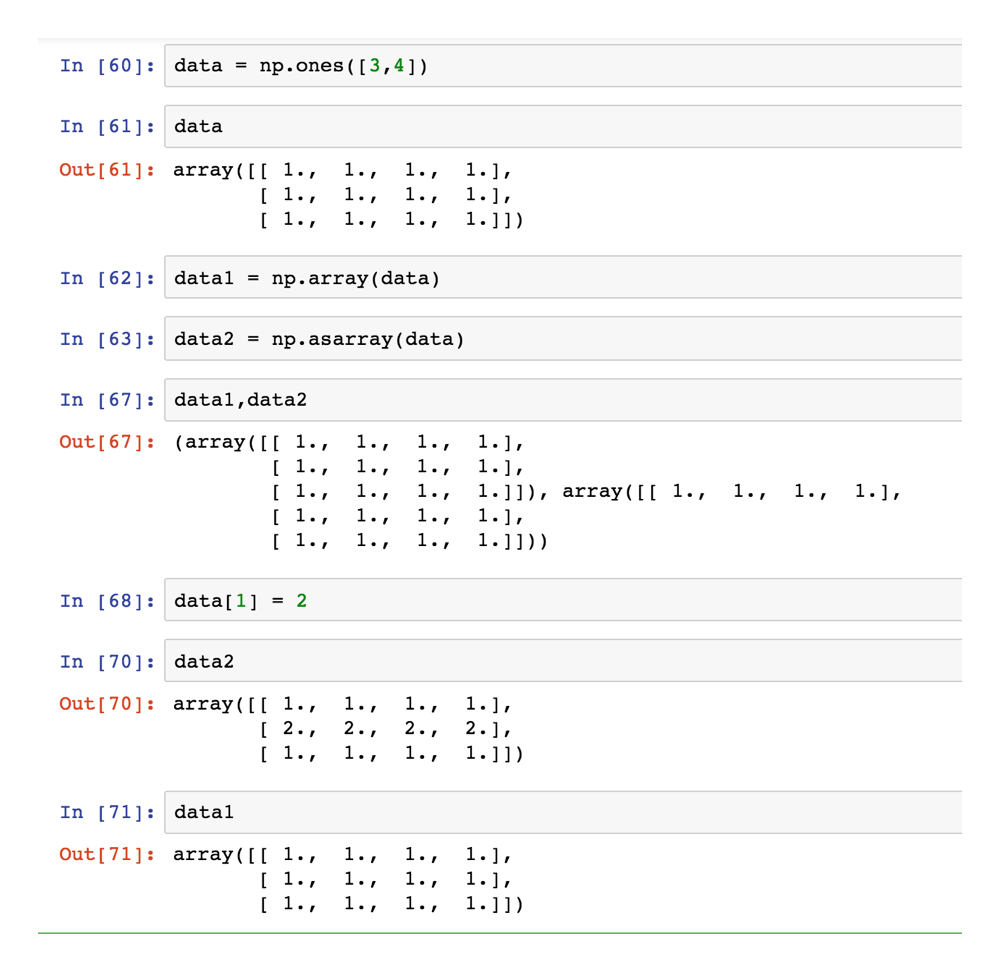 In [60]: data = np.ones([3,4])
In [61]: data
Out[61]: array([[ 1.,  1.,  1.,  1.],
       [ 1.,  1.,  1.,  1.],
       [ 1.,  1.,  1.,  1.]])
In [62]: data1 = np.array(data)
In [63]: data2 = np.asarray(data)
In [67]: data1,data2
Out[67]: (array([[ 1.,  1.,  1.,  1.],
        [ 1.,  1.,  1.,  1.],
        [ 1.,  1.,  1.,  1.]]), array([[ 1.,  1.,  1.,  1.],
        [ 1.,  1.,  1.,  1.],
        [ 1.,  1.,  1.,  1.]]))
In [68]: data[1] = 2
In [70]: data2
Out[70]: array([[ 1.,  1.,  1.,  1.],
       [ 2.,  2.,  2.,  2.],
       [ 1.,  1.,  1.,  1.]])
In [71]: data1
Out[71]: array([[ 1.,  1.,  1.,  1.],
       [ 1.,  1.,  1.,  1.],
       [ 1.,  1.,  1.,  1.]])